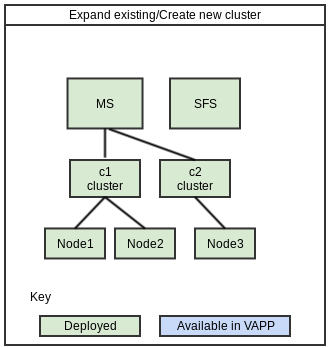 Expand existing/Create new cluster
MS
SFS
c1
cluster
c2
cluster
Node1
Node2
Node3
Key
Deployed
Available in VAPP